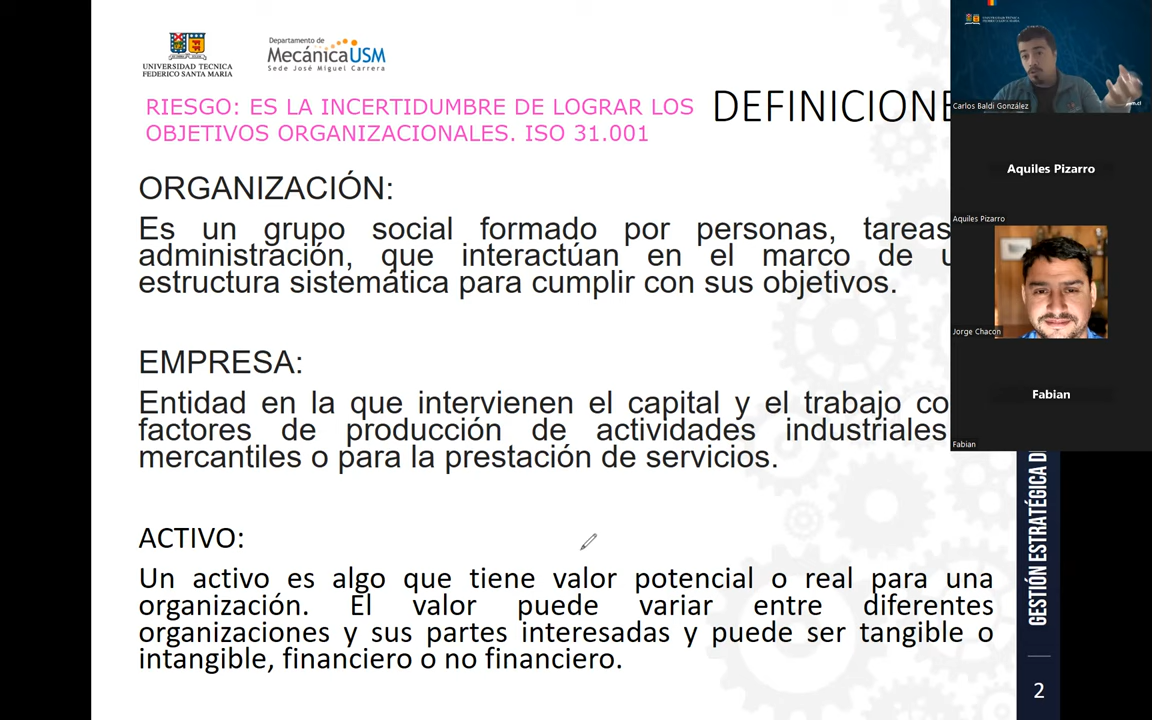 UNIVERSIDAD TECNICA
FEDERICO SANTA MARIA
Departamento de
MecánicaUSM
Sede José Miguel Carrera
RIESGO: ES LA INCERTIDUMBRE DE LOGRAR LOS
OBJETIVOS ORGANIZACIONALES. ISO 31.001
DEFINICIONE
ORGANIZACIÓN:
Es un grupo social formado por personas, tareas
administración, que interactúan en el marco de u
estructura sistemática para cumplir con sus objetivos.
EMPRESA:
Entidad en la que intervienen el capital y el trabajo co
factores de producción de actividades industriales
mercantiles o para la prestación de servicios.
ACTIVO:
Un activo es algo que tiene valor potencial o real para una
organización. El valor puede variar entre diferentes
organizaciones y sus partes interesadas y puede ser tangible o
intangible, financiero o no financiero.
Carlos Baldi González
Aquiles Pizarro
Aquiles Pizarro
Jorge Chacon
Fabian
Fabian
GESTIÓN ESTRATÉGICA D
2